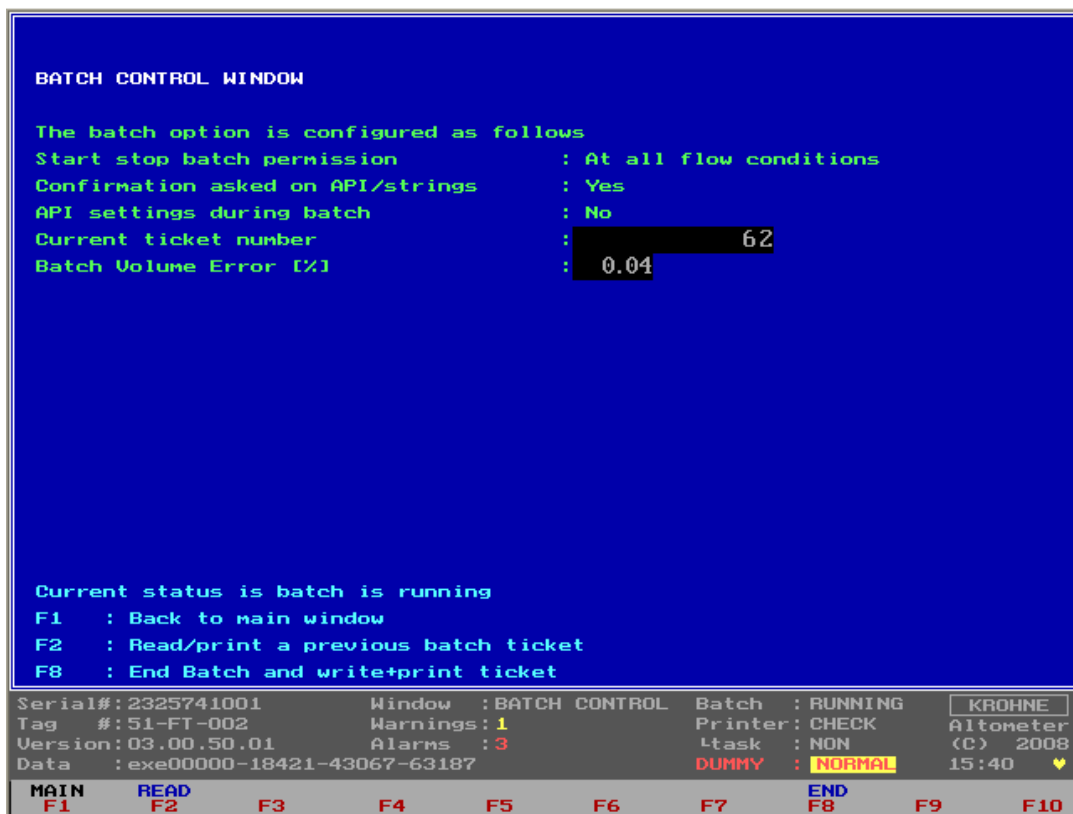 BATCH CONTROL WINDOW
The batch option is configured as follows
Start stop batch permission : At all flow conditions
Confirmation asked on API/strings : Yes
API settings during batch : No
Current ticket number : 62
Batch Volume Error [%] : 0.04
Current status is batch is running
F1 : Back to main window
F2 : Read/print a previous batch ticket
F8 : End Batch and write+print ticket
Serial#:2325741001 Window :BATCH CONTROL Batch :RUNNING KROHNE
Tag #:51-FT-002 Warnings:1 Printer:CHECK Altometer
Version:03.00.50.01 Alarms :3 └task :NON (C) 2008
Data :exe00000-18421-43067-63187 DUMMY : NORMAL 15:40 ♥
MAIN READ END
F1 F2 F3 F4 F5 F6 F7 F8 F9 F10